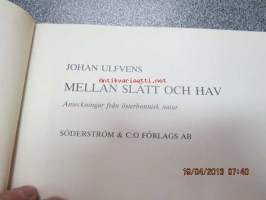 JOHAN ULFVENS
MELLAN SLÄTT OCH HAV
Anteckningar från österbottnisk natur
SÖDERSTRÖM & C:O FÖRLAGS AB
antikvariaatti.net
19/04/2013 07:40